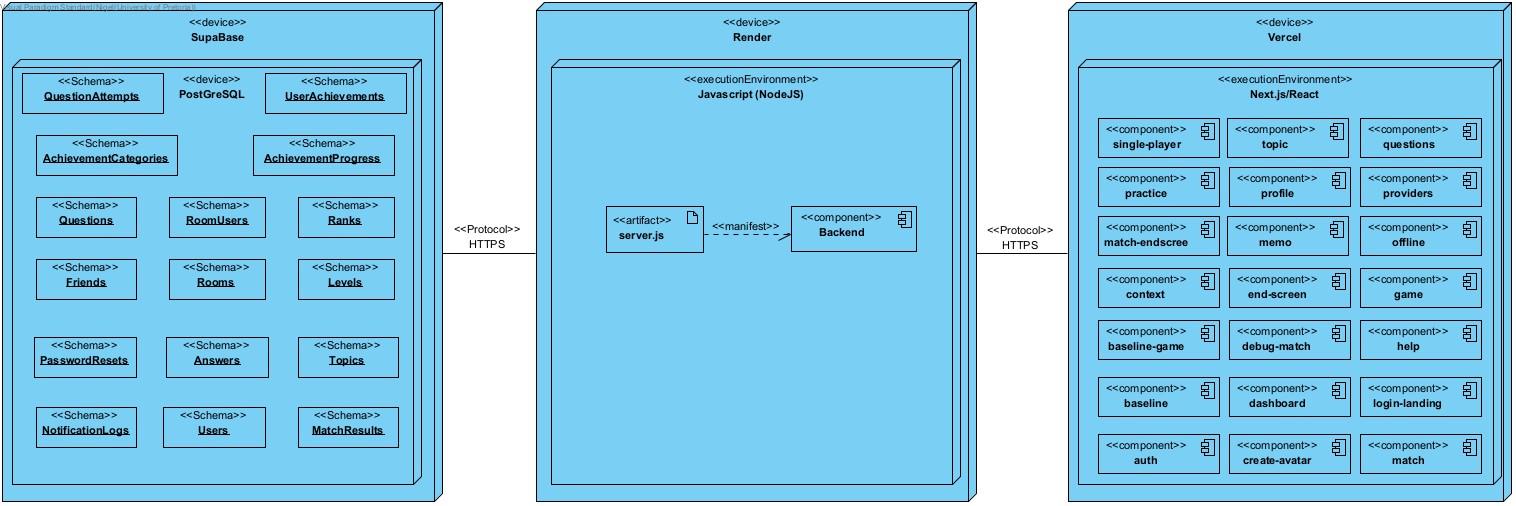 Visual Paradigm Standard(Nigel(University of Pretoria))
<<device>>
SupaBase
<<Schema>>
QuestionAttempts
<<device>>
PostGreSQL
<<Schema>>
UserAchievements
<<Schema>>
AchievementCategories
<<Schema>>
AchievementProgress
<<Schema>>
Questions
<<Schema>>
RoomUsers
<<Schema>>
Ranks
<<Schema>>
Friends
<<Schema>>
Rooms
<<Schema>>
Levels
<<Schema>>
PasswordResets
<<Schema>>
Answers
<<Schema>>
Topics
<<Schema>>
NotificationLogs
<<Schema>>
Users
<<Schema>>
MatchResults
<<Protocol>>
HTTPS
<<device>>
Render
<<executionEnvironment>>
Javascript (NodeJS)
<<artifact>>
server.js
<<manifest>>
<<component>>
Backend
<<Protocol>>
HTTPS
<<device>>
Vercel
<<executionEnvironment>>
Next.js/React
<<component>>
single-player
<<component>>
topic
<<component>>
questions
<<component>>
practice
<<component>>
profile
<<component>>
providers
<<component>>
match-endscree
<<component>>
memo
<<component>>
offline
<<component>>
context
<<component>>
end-screen
<<component>>
game
<<component>>
baseline-game
<<component>>
debug-match
<<component>>
help
<<component>>
baseline
<<component>>
dashboard
<<component>>
login-landing
<<component>>
auth
<<component>>
create-avatar
<<component>>
match